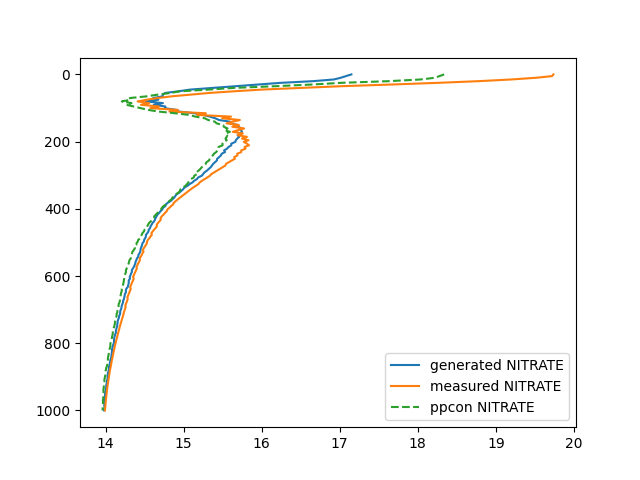 0
200
400
600
800
1000
14 15 16 17 18 19 20
generated NITRATE
measured NITRATE
ppcon NITRATE